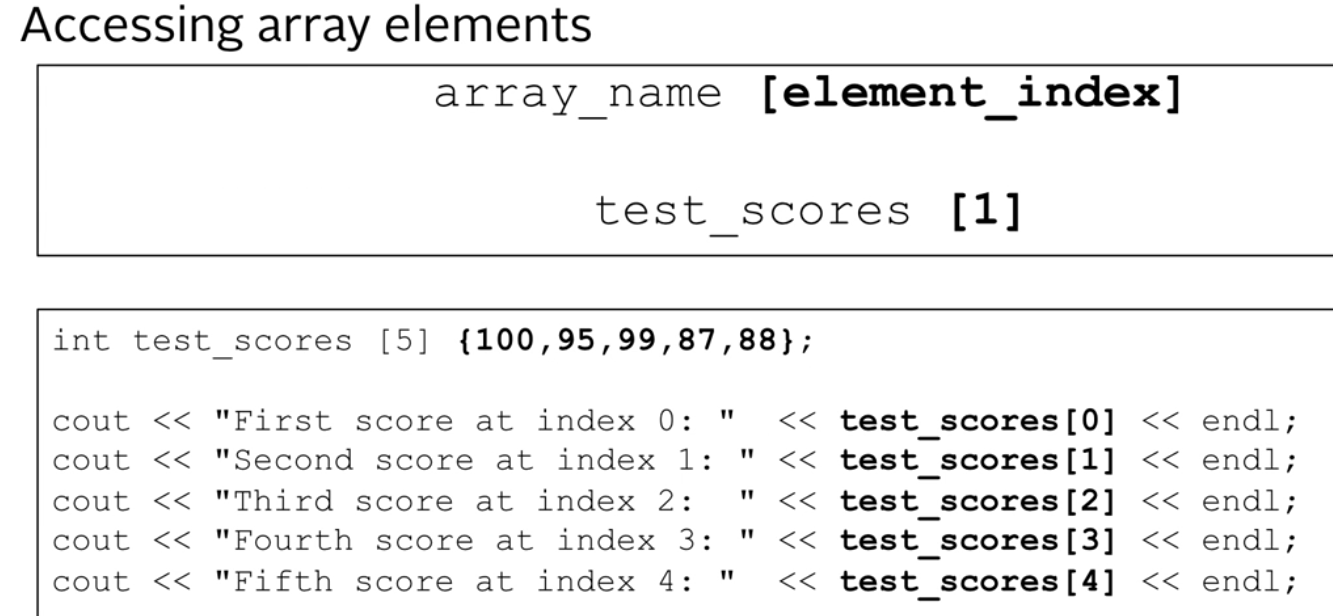 Accessing array elements
array_name [element_index]
test_scores [1]
int test_scores [5] {100,95,99,87,88};
cout << "First score at index 0: "  << test_scores[0] << endl;
cout << "Second score at index 1: " << test_scores[1] << endl;
cout << "Third score at index 2:  " << test_scores[2] << endl;
cout << "Fourth score at index 3: " << test_scores[3] << endl;
cout << "Fifth score at index 4: "  << test_scores[4] << endl;